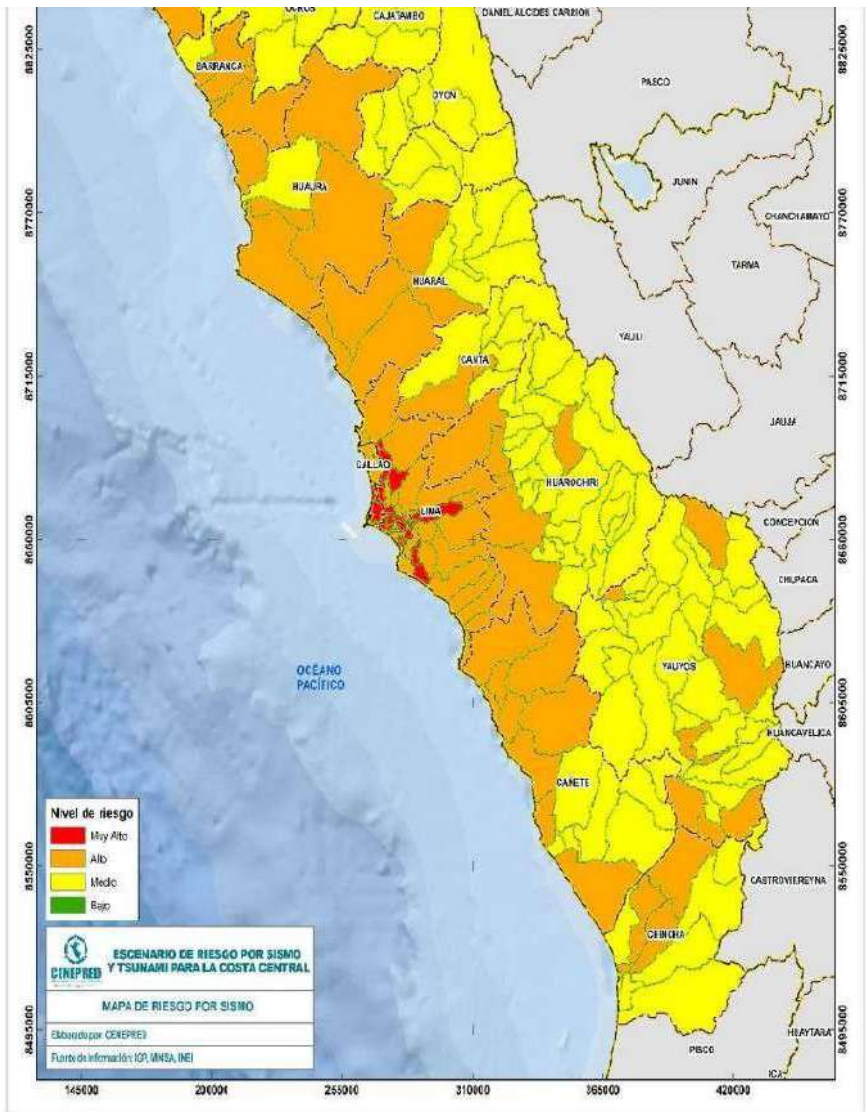 OCROS
CAJATAMBO
DANIEL ALCIDES CARRION
8825000
8825000
BARRANCA
PASCO
OYON
HUAURA
JUNIN
8770000
8770000
CHANCHAMAYO
TARMA
HUARAL
YAULI
CANTA
8715000
8715000
JAUJA
CALLAO
HUAROCHIRI
LIMA
CONCEPCION
8660000
8660000
CHUPACA
OCÉANO
PACÍFICO
YAUYOS
HUANCAYO
8605000
8605000
HUANCAVELICA
CAÑETE
Nivel de riesgo
Muy Alto
Alto
Medio
Bajo
8550000
8550000
CASTROVIRREYNA
CHINCHA
CENEPRED
ESCENARIO DE RIESGO POR SISMO
Y TSUNAMI PARA LA COSTA CENTRAL
MAPA DE RIESGO POR SISMO
Elaborado por: CENEPRED
Fuente de información: IGP, MINSA, INEI
8495000
8495000
HUAYTARA
PISCO
ICA
145000
200000
255000
310000
365000
420000